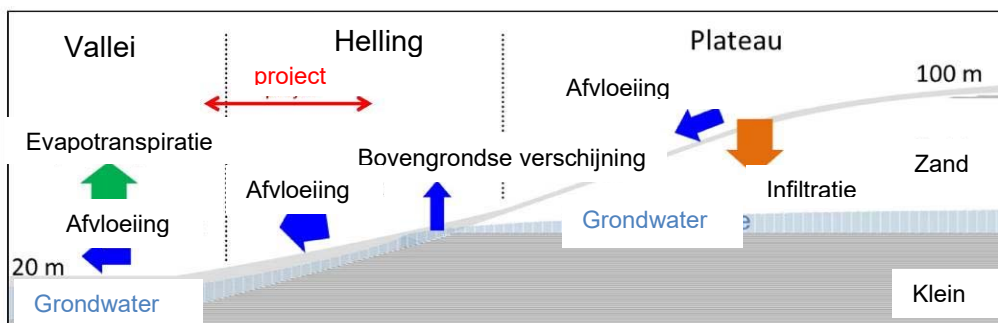 Vallei
Helling
Plateau
project
Afvloeiing
100 m
Evapotranspiratie
Bovengrondse verschijning
Zand
Afvloeiing
Infiltratie
Afvloeiing
Grondwater
20 m
Grondwater
Klein